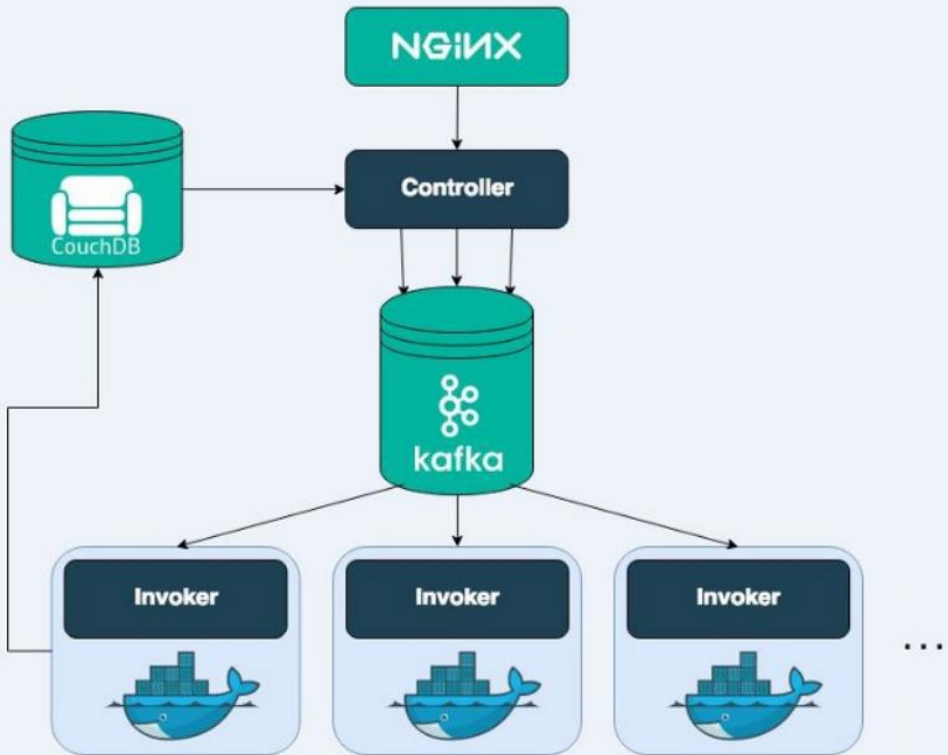 NGINX
Controller
CouchDB
kafka
Invoker
Invoker
Invoker
...